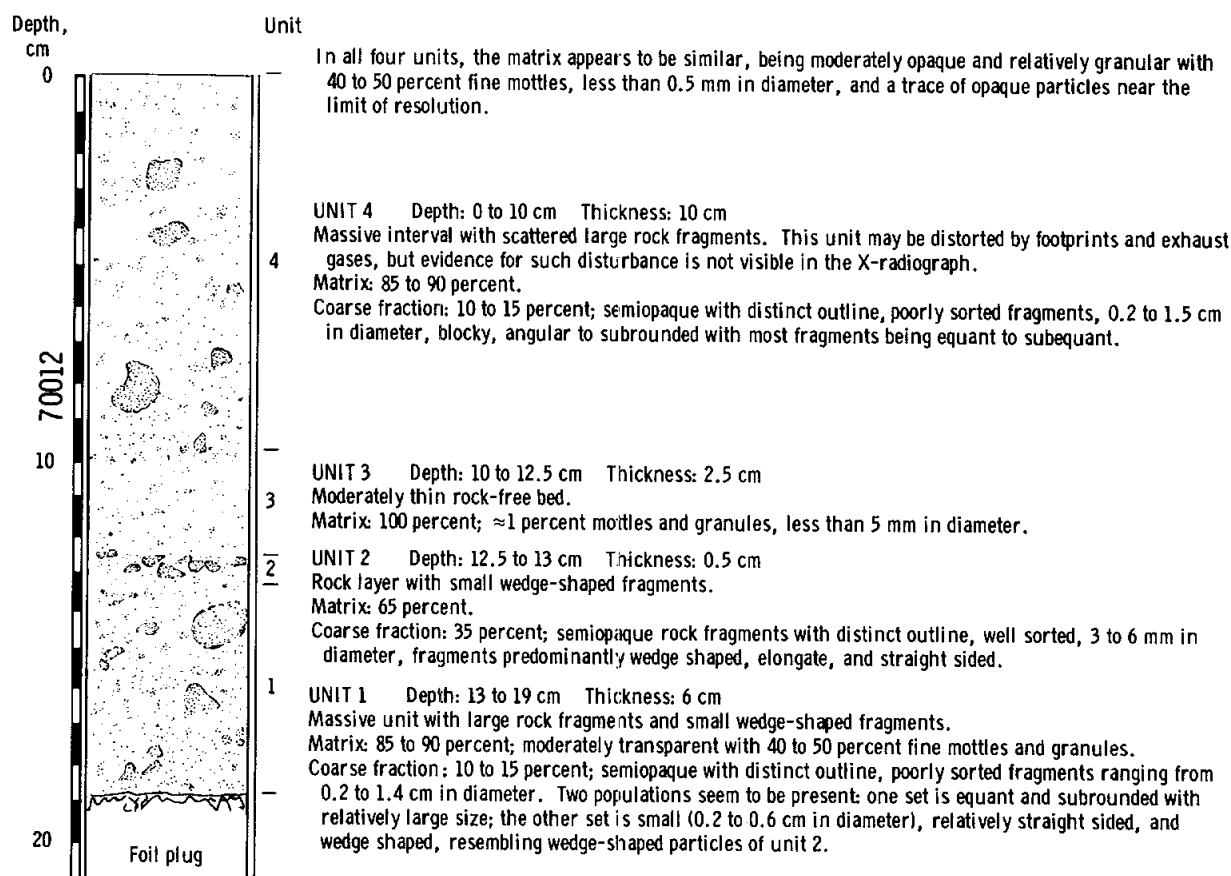 Depth,
cm
Unit
In all four units, the matrix appears to be similar, being moderately opaque and relatively granular with
40 to 50 percent fine mottles, less than 0.5 mm in diameter, and a trace of opaque particles near the
limit of resolution.
0
UNIT 4 Depth: 0 to 10 cm Thickness: 10 cm
Massive interval with scattered large rock fragments. This unit may be distorted by footprints and exhaust
gases, but evidence for such disturbance is not visible in the X-radiograph.
Matrix: 85 to 90 percent.
Coarse fraction: 10 to 15 percent; semiopaque with distinct outline, poorly sorted fragments, 0.2 to 1.5 cm
in diameter, blocky, angular to subrounded with most fragments being equant to subequant.
4
70012
10
UNIT 3 Depth: 10 to 12.5 cm Thickness: 2.5 cm
Moderately thin rock-free bed.
Matrix: 100 percent; ≈1 percent mottles and granules, less than 5 mm in diameter.
3
UNIT 2 Depth: 12.5 to 13 cm Thickness: 0.5 cm
Rock layer with small wedge-shaped fragments.
Matrix: 65 percent.
Coarse fraction: 35 percent; semiopaque rock fragments with distinct outline, well sorted, 3 to 6 mm in
diameter, fragments predominantly wedge shaped, elongate, and straight sided.
2
UNIT 1 Depth: 13 to 19 cm Thickness: 6 cm
Massive unit with large rock fragments and small wedge-shaped fragments.
Matrix: 85 to 90 percent; moderately transparent with 40 to 50 percent fine mottles and granules.
Coarse fraction: 10 to 15 percent; semiopaque with distinct outline, poorly sorted fragments ranging from
0.2 to 1.4 cm in diameter. Two populations seem to be present: one set is equant and subrounded with
relatively large size; the other set is small (0.2 to 0.6 cm in diameter), relatively straight sided, and
wedge shaped, resembling wedge-shaped particles of unit 2.
1
20
Foil plug